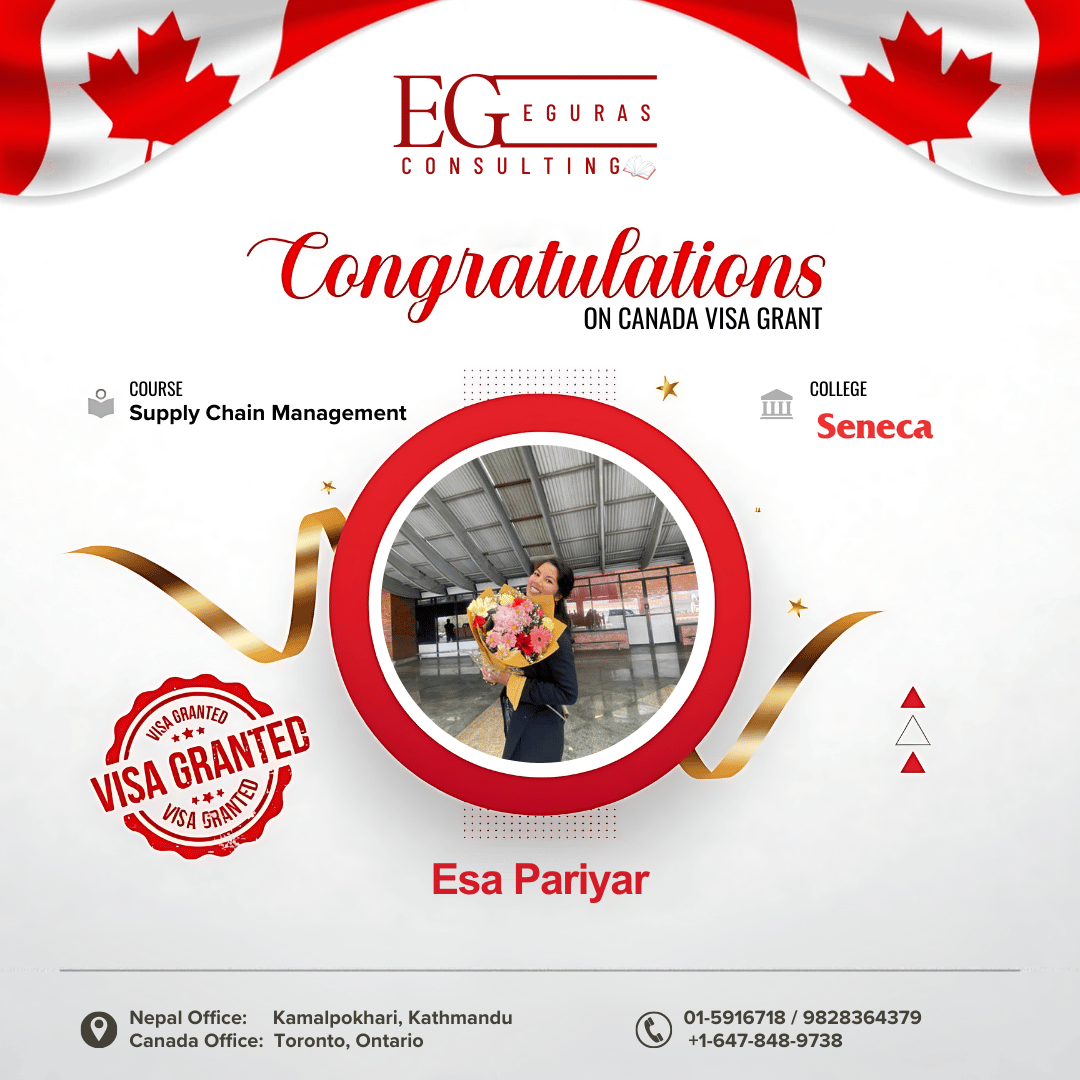 EG EGURAS
CONSULTING
Congratulations
ON CANADA VISA GRANT
COURSE
Supply Chain Management
COLLEGE
Seneca
VISA GRANTED
VISA GRANTED
VISA GRANTED
Esa Pariyar
Nepal Office: Kamalpokhari, Kathmandu
Canada Office: Toronto, Ontario
01-5916718 / 9828364379
+1-647-848-9738